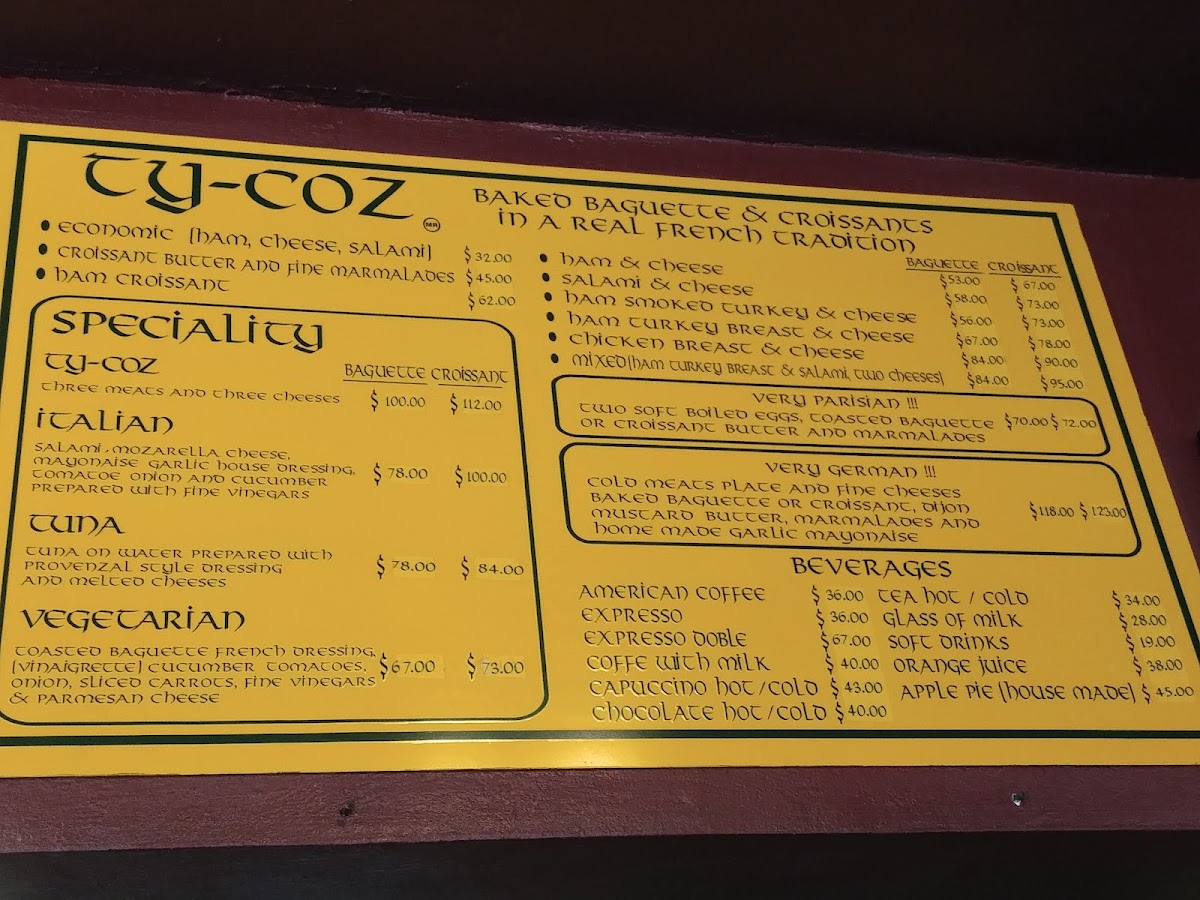 TY-COZ MR
• ECONOMIC (HAM, CHEESE, SALAMI) $32.00
• CROISSANT BUTTER AND FINE MARMALADES $45.00
• HAM CROISSANT $62.00
SPECIALITY
TY-COZ BAGUETTE CROISSANT
THREE MEATS AND THREE CHEESES $100.00 $112.00
ITALIAN
SALAMI, MOZARELLA CHEESE,
MAYONAISE GARLIC HOUSE DRESSING,
TOMATOE ONION AND CUCUMBER $78.00 $100.00
PREPARED WITH FINE VINEGARS
TUNA
TUNA ON WATER PREPARED WITH
PROVENZAL STYLE DRESSING $78.00 $84.00
AND MELTED CHEESES
VEGETARIAN
TOASTED BAGUETTE FRENCH DRESSING,
(VINAIGRETTE) CUCUMBER TOMATOES, $67.00 $73.00
ONION, SLICED CARROTS, FINE VINEGARS
& PARMESAN CHEESE
BAKED BAGUETTE & CROISSANTS
IN A REAL FRENCH TRADITION
BAGUETTE CROISSANT
• HAM & CHEESE $53.00 $67.00
• SALAMI & CHEESE $58.00 $73.00
• HAM SMOKED TURKEY & CHEESE $56.00 $73.00
• HAM TURKEY BREAST & CHEESE $67.00 $78.00
• CHICKEN BREAST & CHEESE $84.00 $90.00
• MIXED (HAM TURKEY BREAST & SALAMI, TWO CHEESES) $84.00 $95.00
VERY PARISIAN !!!
TWO SOFT BOILED EGGS, TOASTED BAGUETTE $70.00 $72.00
OR CROISSANT BUTTER AND MARMALADES
VERY GERMAN !!!
COLD MEATS PLATE AND FINE CHEESES
BAKED BAGUETTE OR CROISSANT, DIJON $118.00 $123.00
MUSTARD BUTTER, MARMALADES AND
HOME MADE GARLIC MAYONAISE
BEVERAGES
AMERICAN COFFEE $36.00
EXPRESSO $36.00
EXPRESSO DOBLE $67.00
COFFE WITH MILK $40.00
CAPUCCINO HOT/COLD $43.00
CHOCOLATE HOT/COLD $40.00
TEA HOT / COLD $34.00
GLASS OF MILK $28.00
SOFT DRINKS $19.00
ORANGE JUICE $38.00
APPLE PIE (HOUSE MADE) $45.00